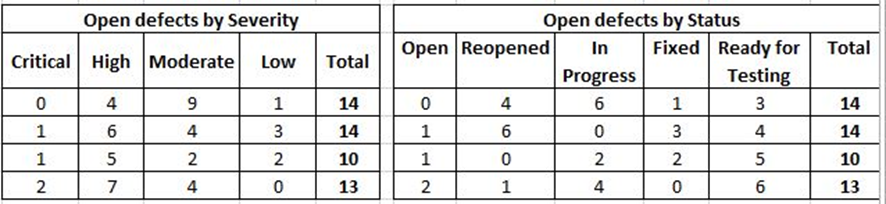 Open defects by Severity Open defects by Status
Critical High Moderate Low Total Open Reopened In Progress Fixed Ready for Testing Total
0 4 9 1 14 0 4 6 1 3 14
1 6 4 3 14 1 6 0 3 4 14
1 5 2 2 10 1 0 2 2 5 10
2 7 4 0 13 2 1 4 0 6 13